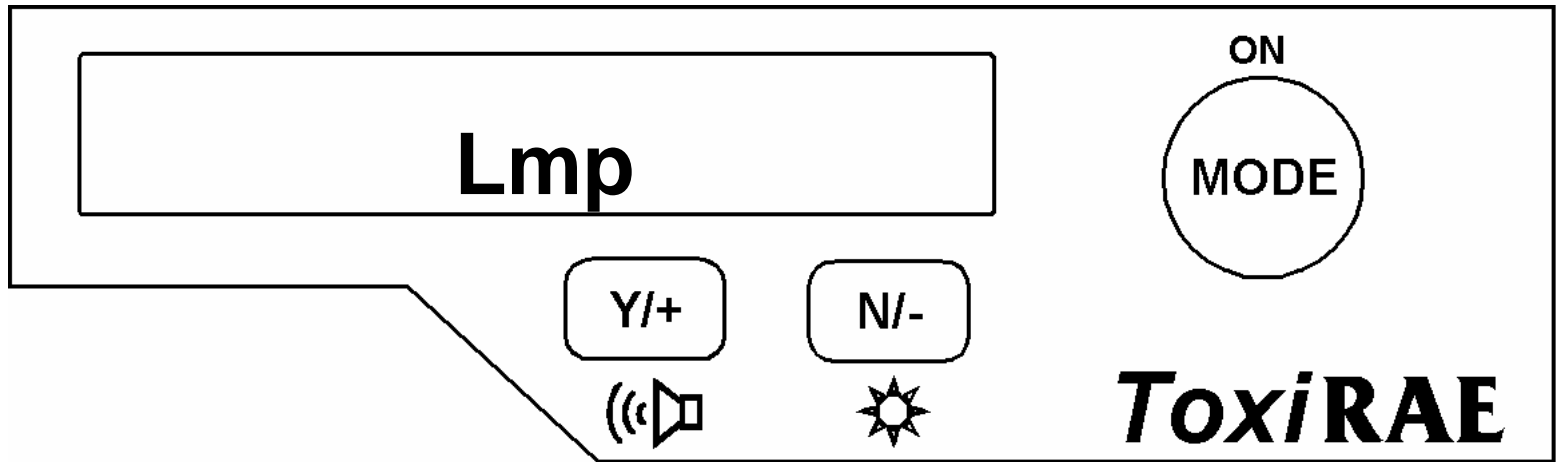 ON
Lmp
MODE
Y/+ N/-
ToxiRAE